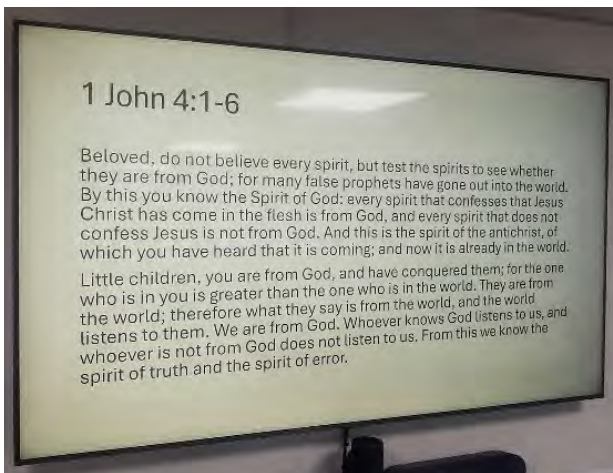 1 John 4:1-6
Beloved, do not believe every spirit, but test the spirits to see whether
they are from God; for many false prophets have gone out into the world.
By this you know the Spirit of God: every spirit that confesses that Jesus
Christ has come in the flesh is from God, and every spirit that does not
confess Jesus is not from God. And this is the spirit of the antichrist, of
which you have heard that it is coming; and now it is already in the world.
Little children, you are from God, and have conquered them; for the one
who is in you is greater than the one who is in the world. They are from
the world; therefore what they say is from the world, and the world
listens to them. We are from God. Whoever knows God listens to us, and
whoever is not from God does not listen to us. From this we know the
spirit of truth and the spirit of error.